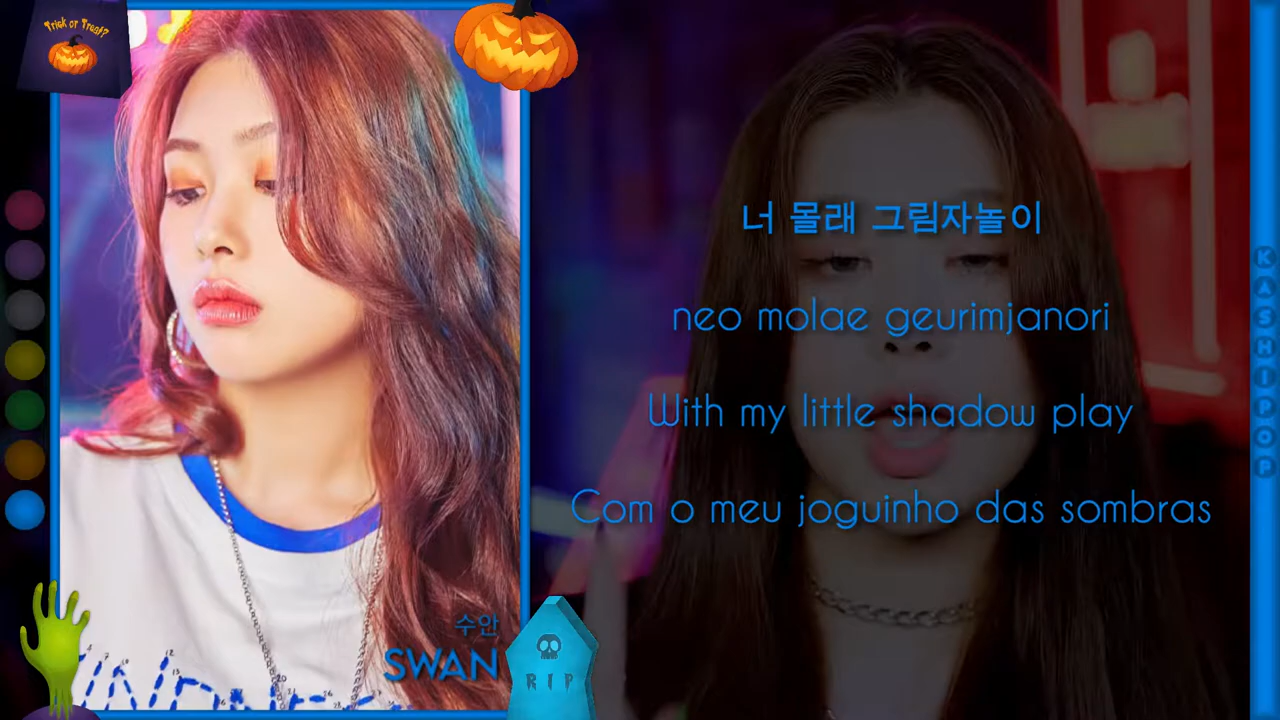 Trick or Treat?
너 몰래 그림자놀이
neo molae geurimjanori
With my little shadow play
Com o meu joguinho das sombras
수안
SWAN
RIP
KASHIPOP